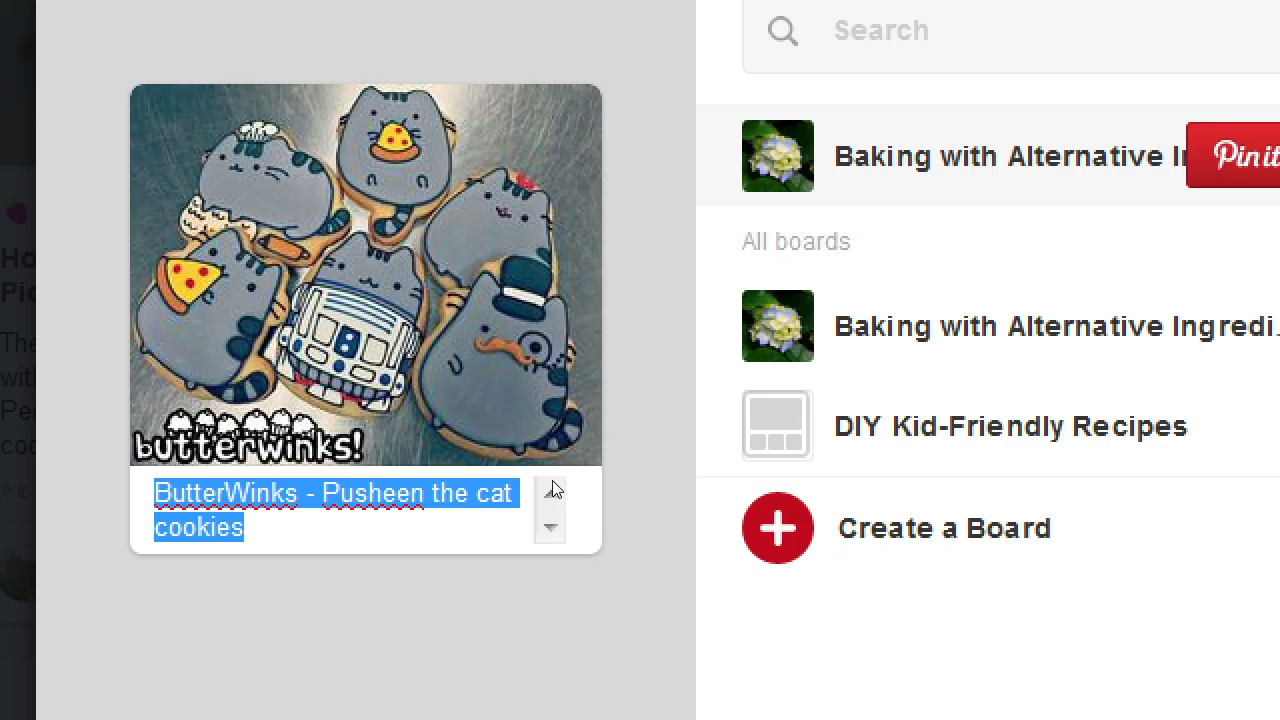 butterwinks!
ButterWinks - Pusheen the cat
cookies
Search
Baking with Alternative
Pinit
All boards
Baking with Alternative Ingredi..
DIY Kid-Friendly Recipes
Create a Board